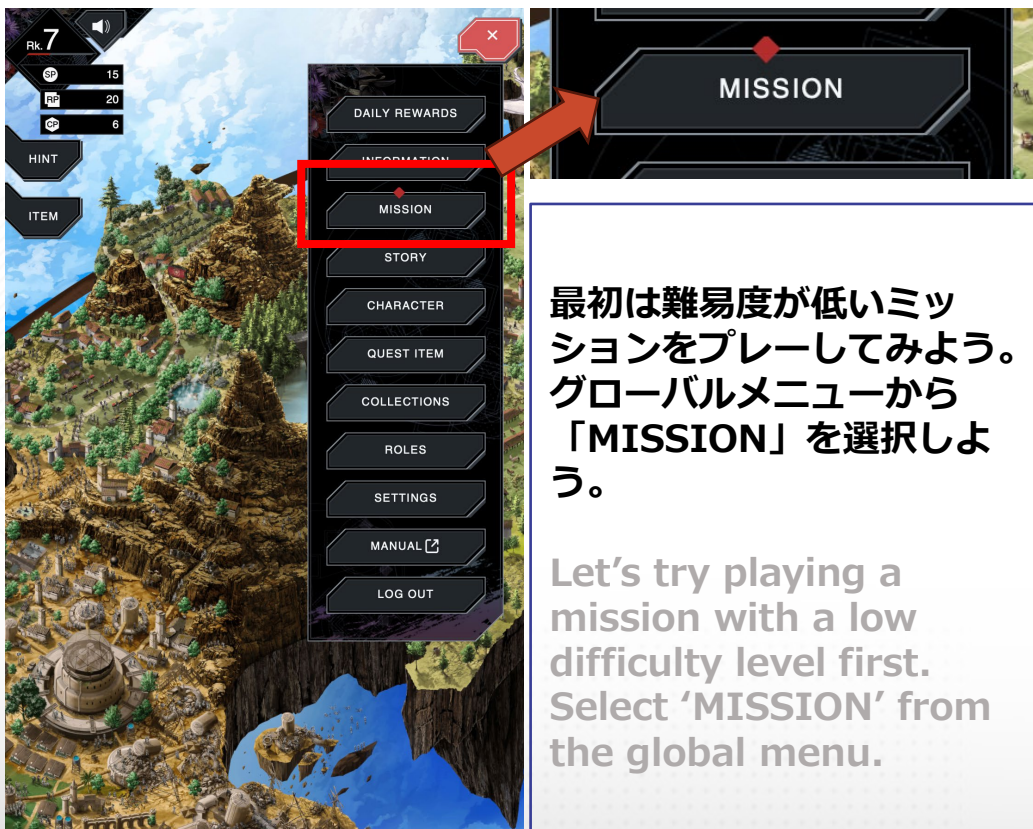 Rk. 7
SP 15
RP 20
CP 6
HINT
ITEM
×
DAILY REWARDS
INFORMATION
MISSION
STORY
CHARACTER
QUEST ITEM
COLLECTIONS
ROLES
SETTINGS
MANUAL
LOG OUT
MISSION
最初は難易度が低いミッ
ションをプレーしてみよう。
グローバルメニューから
「MISSION」を選択しよ
う。
Let’s try playing a
mission with a low
difficulty level first.
Select ‘MISSION’ from
the global menu.